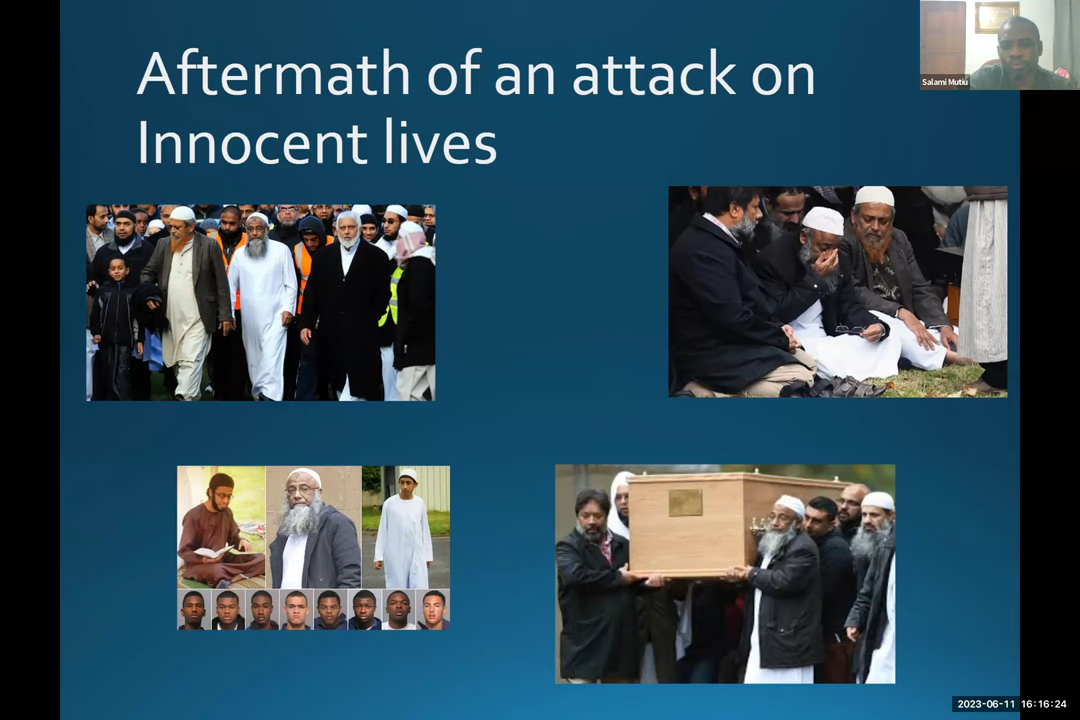 Aftermath of an attack on
Innocent lives
Salami Mutiu
2023-06-11 16:16:24